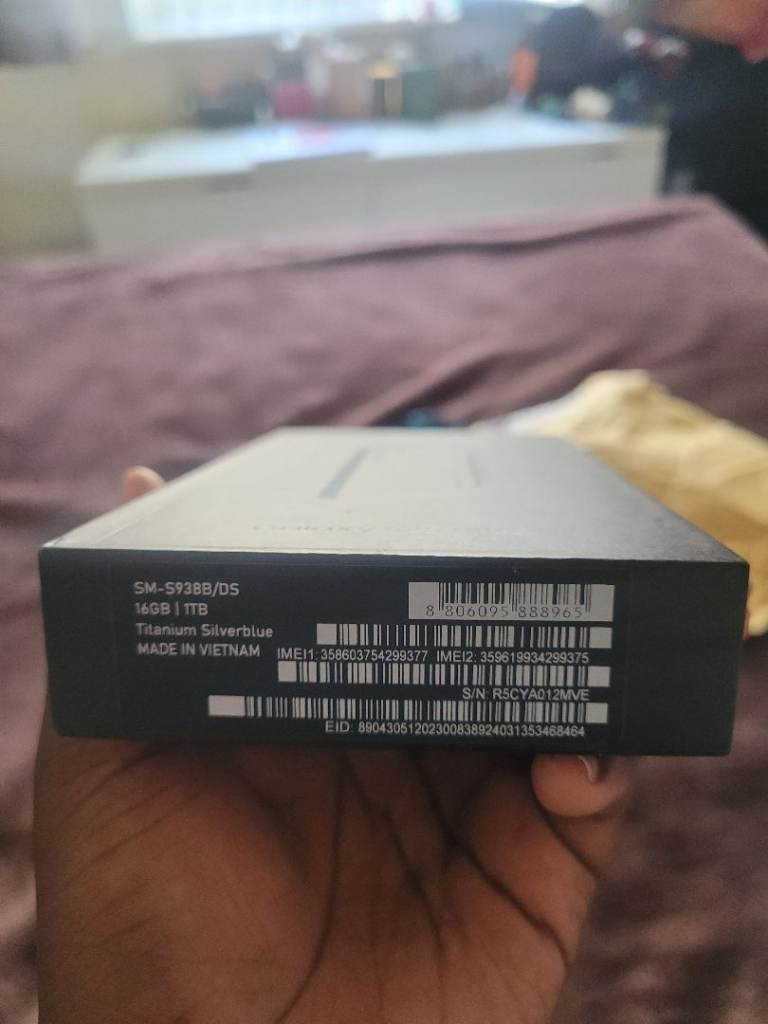 SM-S938B/DS
16GB | 1TB
Titanium Silverblue
MADE IN VIETNAM
8 806095 888965
IMEI1: 358603754299377 IMEI2: 359619934299375
S/N: R5CYA012MVE
EID: 89043051202300838924031353468464